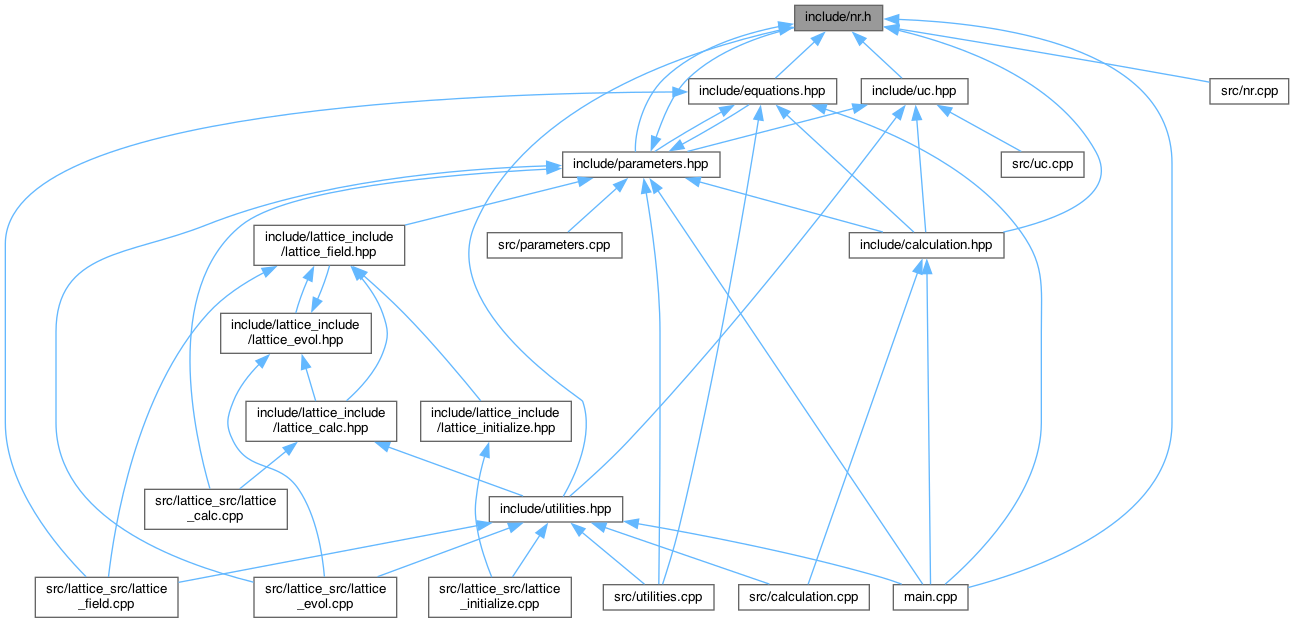 include/nr.h
include/equations.hpp
include/uc.hpp
src/nr.cpp
include/parameters.hpp
src/uc.cpp
include/lattice_include
/lattice_field.hpp
src/parameters.cpp
include/calculation.hpp
include/lattice_include
/lattice_evol.hpp
include/lattice_include
/lattice_calc.hpp
include/lattice_include
/lattice_initialize.hpp
src/lattice_src/lattice
_calc.cpp
include/utilities.hpp
src/lattice_src/lattice
_field.cpp
src/lattice_src/lattice
_evol.cpp
src/lattice_src/lattice
_initialize.cpp
src/utilities.cpp
src/calculation.cpp
main.cpp